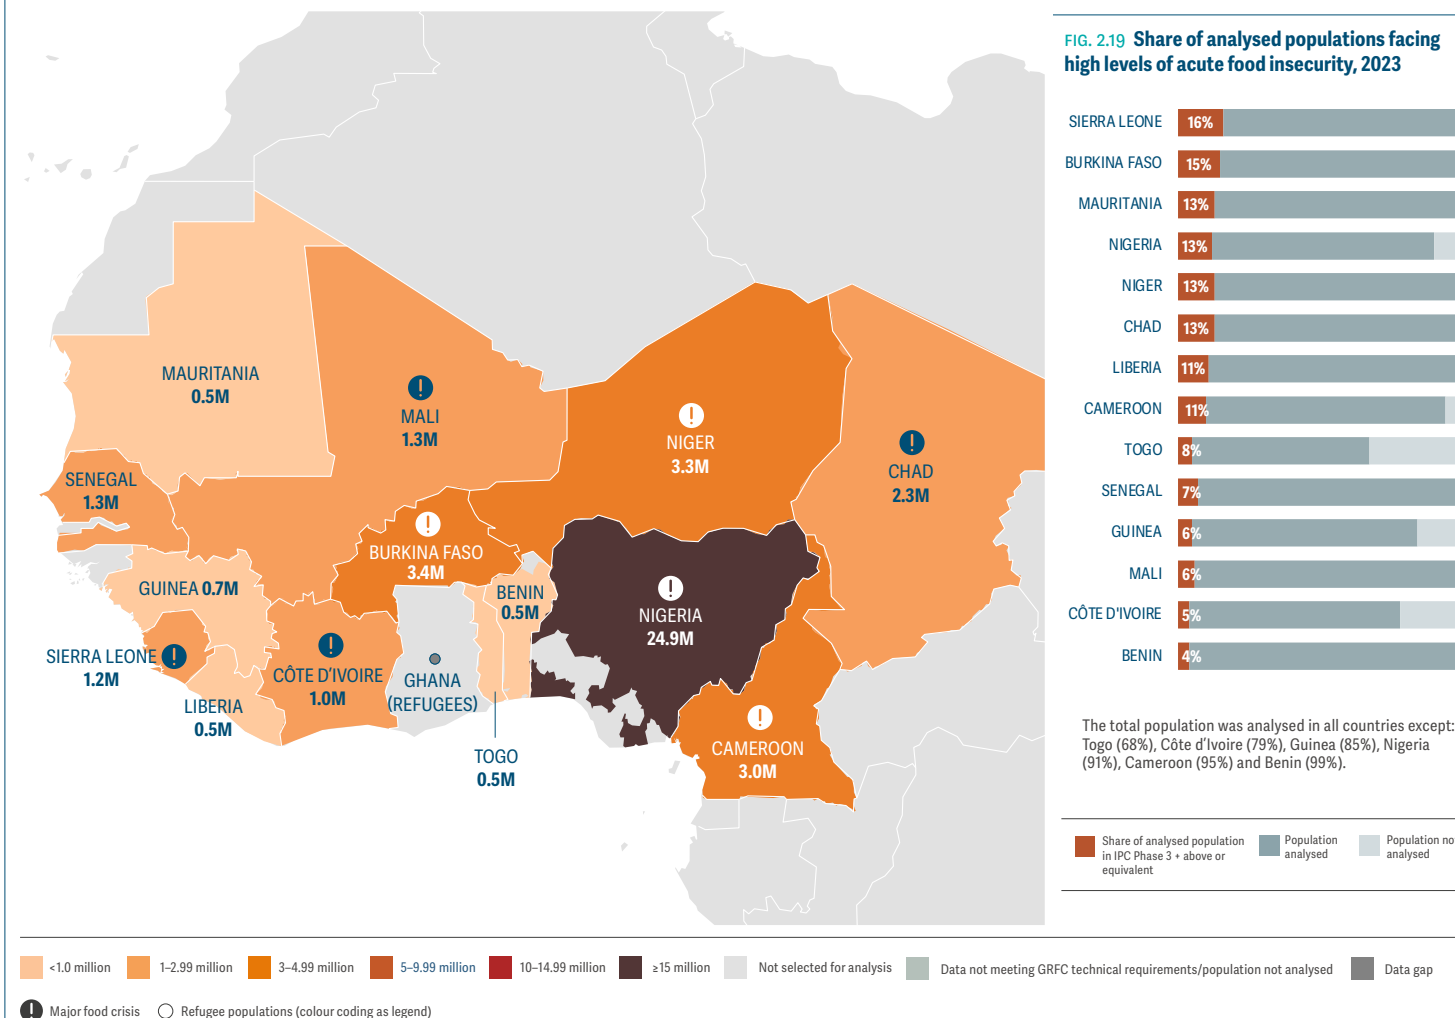 MAURITANIA
0.5M
MALI
1.3M
NIGER
3.3M
CHAD
2.3M
SENEGAL
1.3M
BURKINA FASO
3.4M
GUINEA 0.7M
BENIN
0.5M
NIGERIA
24.9M
SIERRA LEONE
1.2M
CÔTE D'IVOIRE
1.0M
GHANA
(REFUGEES)
LIBERIA
0.5M
TOGO
0.5M
CAMEROON
3.0M
FIG. 2.19 Share of analysed populations facing
high levels of acute food insecurity, 2023
SIERRA LEONE 16%
BURKINA FASO 15%
MAURITANIA 13%
NIGERIA 13%
NIGER 13%
CHAD 13%
LIBERIA 11%
CAMEROON 11%
TOGO 8%
SENEGAL 7%
GUINEA 6%
MALI 6%
CÔTE D'IVOIRE 5%
BENIN 4%
The total population was analysed in all countries except:
Togo (68%), Côte d'Ivoire (79%), Guinea (85%), Nigeria
(91%), Cameroon (95%) and Benin (99%).
Share of analysed population
in IPC Phase 3 + above or
equivalent
Population
analysed
Population no
analysed
<1.0 million
1–2.99 million
3–4.99 million
5–9.99 million
10–14.99 million
≥15 million
Not selected for analysis
Data not meeting GRFC technical requirements/population not analysed
Data gap
Major food crisis
Refugee populations (colour coding as legend)